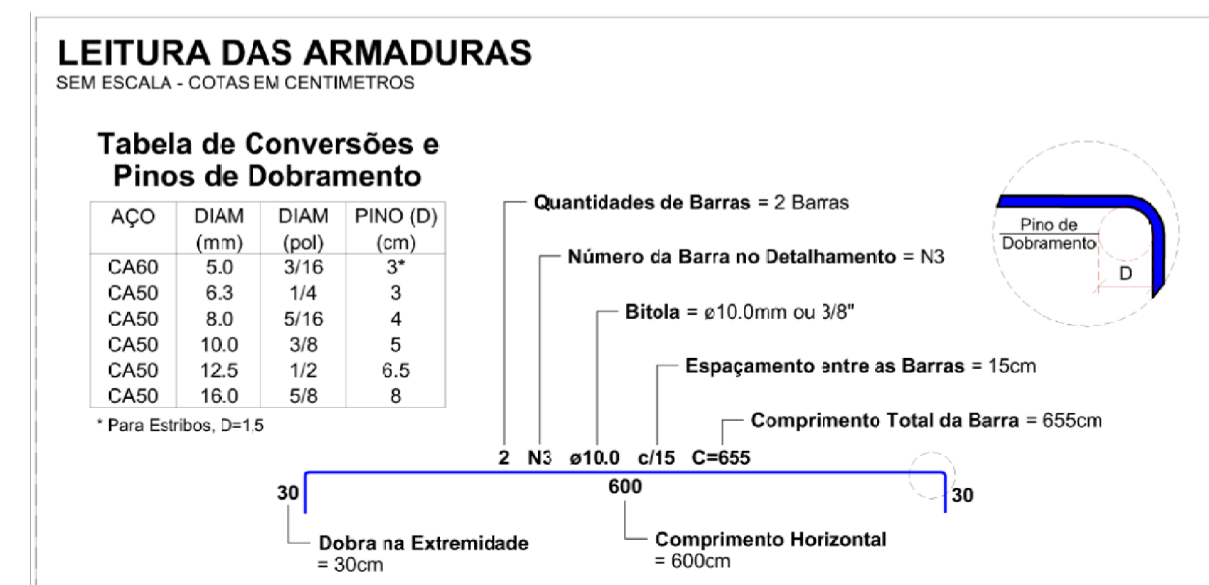 LEITURA DAS ARMADURAS
SEM ESCALA - COTAS EM CENTIMETROS
Tabela de Conversões e
Pinos de Dobramento
AÇO DIAM DIAM PINO (D)
(mm) (pol) (cm)
CA60 5.0 3/16 3*
CA50 6.3 1/4 3
CA50 8.0 5/16 4
CA50 10.0 3/8 5
CA50 12.5 1/2 6.5
CA50 16.0 5/8 8
* Para Estribos, D=1,5
Quantidades de Barras = 2 Barras
Número da Barra no Detalhamento = N3
Bitola = ø10.0mm ou 3/8"
Espaçamento entre as Barras = 15cm
Comprimento Total da Barra = 655cm
Pino de
Dobramento
D
2 N3 ø10.0 c/15 C=655
30
600
30
Dobra na Extremidade
= 30cm
Comprimento Horizontal
= 600cm